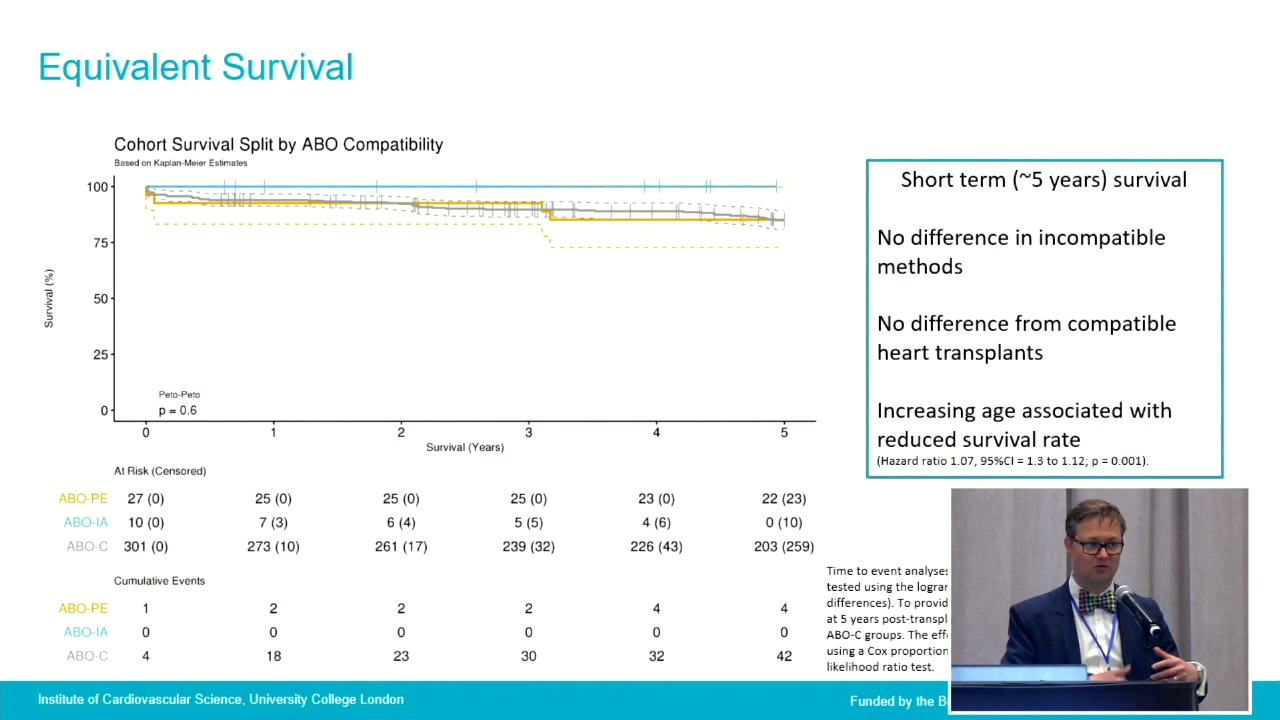 Equivalent Survival
Cohort Survival Split by ABO Compatibility
Based on Kaplan-Meier Estimates
100
75
50
25
0
Survival (%)
Peto-Peto
p = 0.6
0 1 2 3 4 5
Survival (Years)
At Risk (Censored)
ABO-PE 27 (0) 25 (0) 25 (0) 25 (0) 23 (0) 22 (23)
ABO-IA 10 (0) 7 (3) 6 (4) 5 (5) 4 (6) 0 (10)
ABO-C 301 (0) 273 (10) 261 (17) 239 (32) 226 (43) 203 (259)
Cumulative Events
ABO-PE 1 2 2 2 4 4
ABO-IA 0 0 0 0 0 0
ABO-C 4 18 23 30 32 42
Short term (~5 years) survival
No difference in incompatible
methods
No difference from compatible
heart transplants
Increasing age associated with
reduced survival rate
(Hazard ratio 1.07, 95%CI = 1.3 to 1.12; p = 0.001).
Time to event analyses
tested using the
differences). To
at 5 years
ABO-C groups. The
using a Cox
likelihood ratio test.
Institute of Cardiovascular Science, University College London
Funded by the